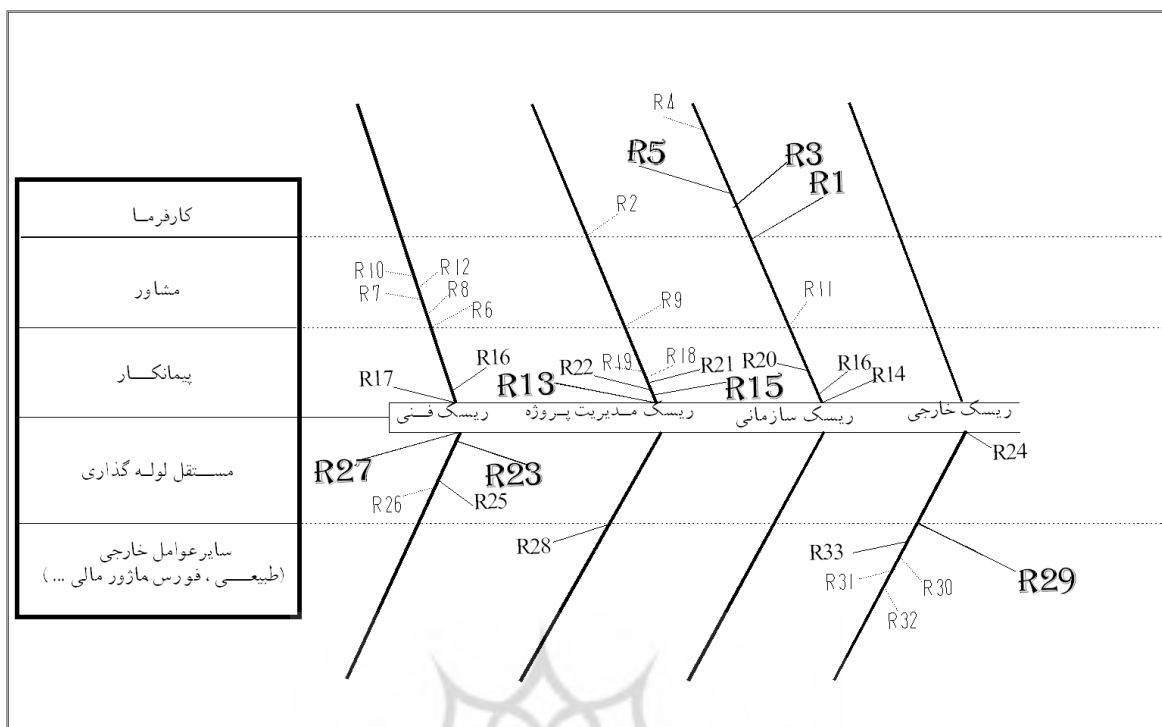 R4
R5
R3
R1
R2
R10
R12
R7
R8
R6
R9
R11
R16
R17
R19
R18
R22
R21
R20
R13
R15
R16
R14
کارفرما
مشاور
پیمانکار
مستقل لوله گذاری
سایر عوامل خارجی
(طبیعی ، فورس ماژور مالی ...)
ریسک خارجی
ریسک سازمانی
ریسک مدیریت پروژه
ریسک فنی
R24
R27
R23
R26
R25
R28
R33
R31
R30
R29
R32